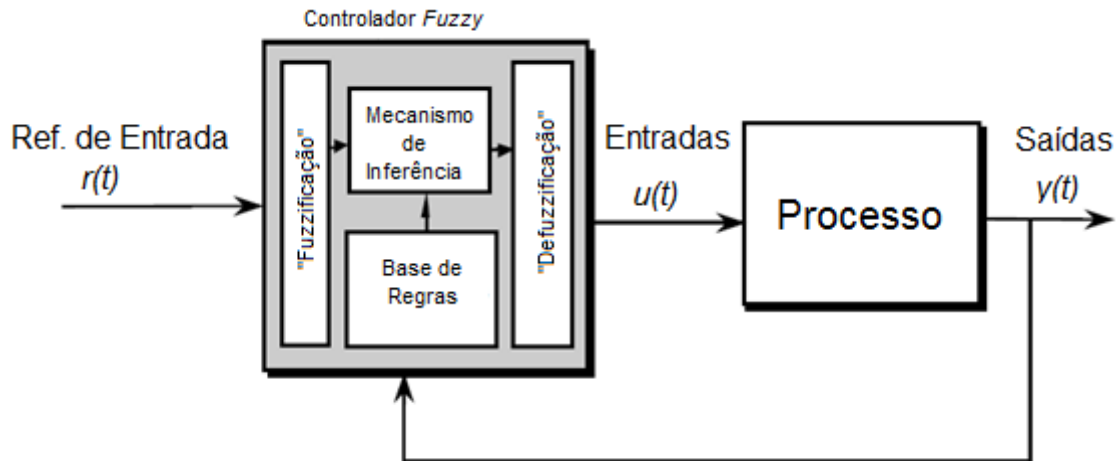 Controlador Fuzzy
Ref. de Entrada
r(t)
"Fuzzificação"
Mecanismo
de
Inferência
Base de
Regras
"Defuzzificação"
Entradas
u(t)
Processo
Saídas
y(t)